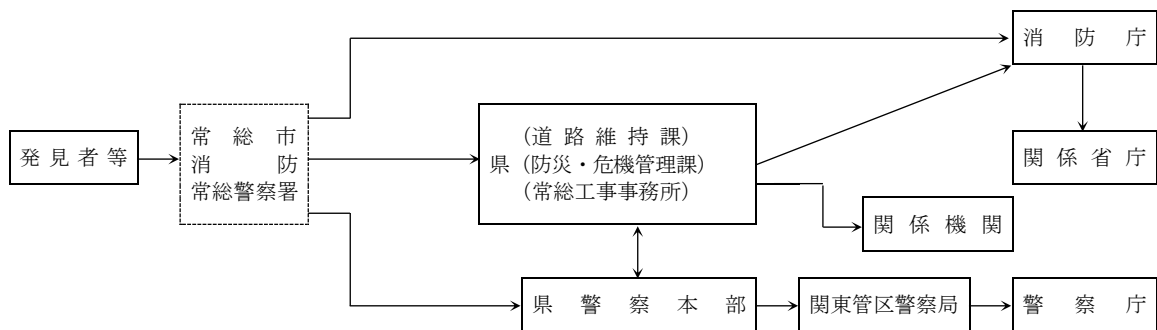 消防庁
発見者等
常総市
消防
常総警察署
(道路維持課)
県(防災・危機管理課)
(常総工事事務所)
関係省庁
関係機関
県警察本部
関東管区警察局
警察庁